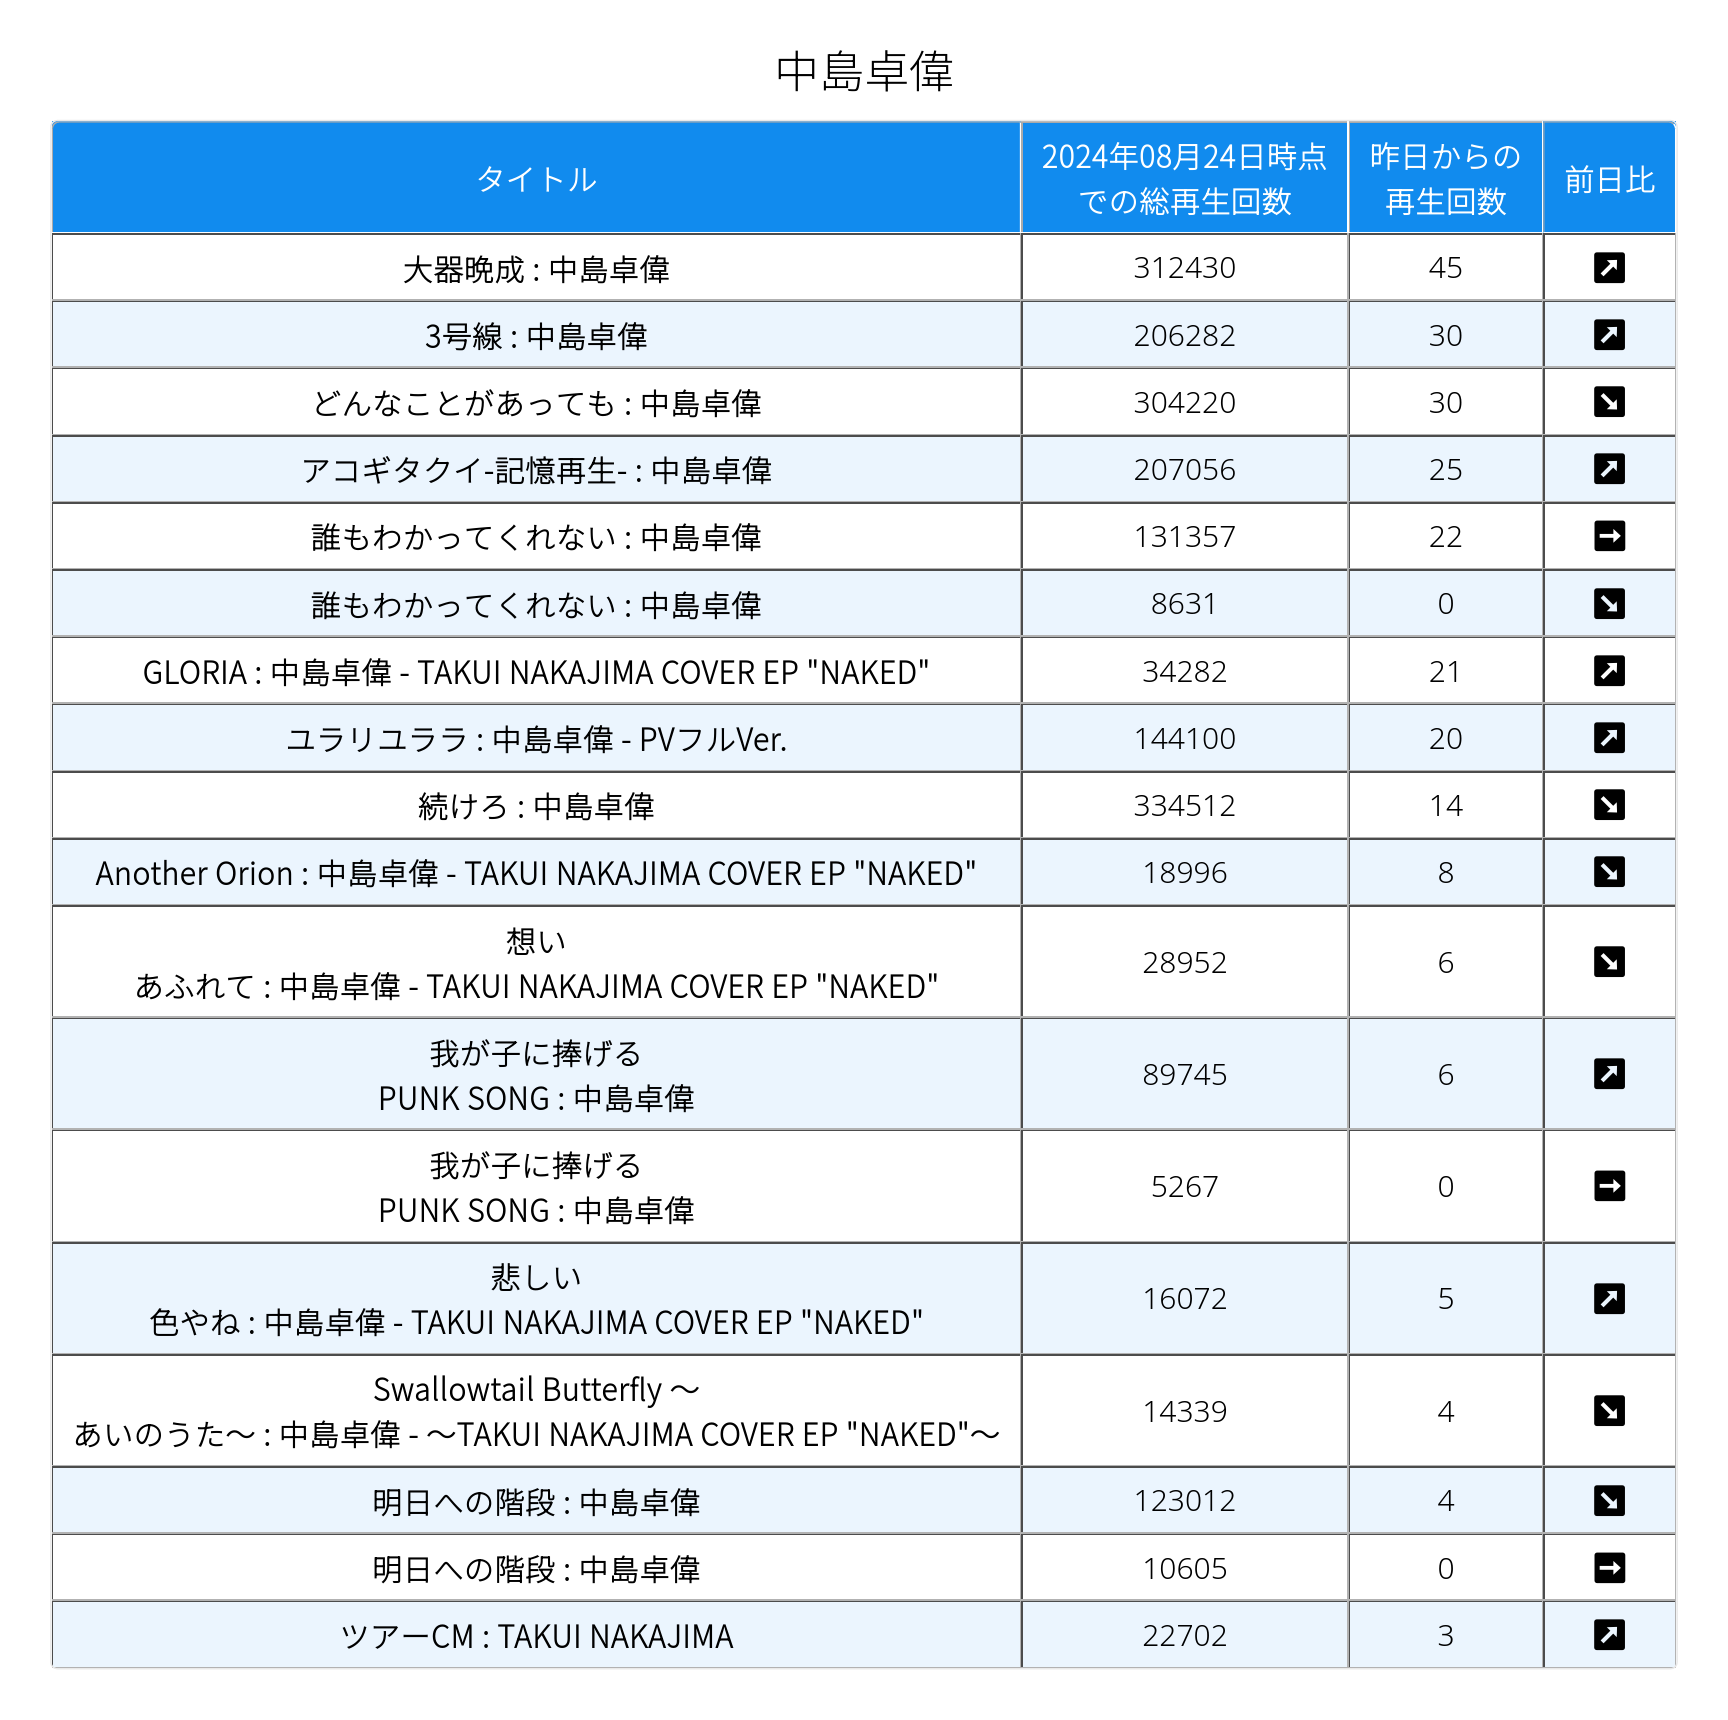 中島卓偉
タイトル
2024年08月24日時点
での総再生回数
昨日からの
再生回数
前日比
大器晩成 : 中島卓偉 312430 45
3号線 : 中島卓偉 206282 30
どんなことがあっても : 中島卓偉 304220 30
アコギタクイ-記憶再生- : 中島卓偉 207056 25
誰もわかってくれない : 中島卓偉 131357 22
誰もわかってくれない : 中島卓偉 8631 0
GLORIA : 中島卓偉 - TAKUI NAKAJIMA COVER EP "NAKED" 34282 21
ユラリユララ : 中島卓偉 - PVフルVer. 144100 20
続けろ : 中島卓偉 334512 14
Another Orion : 中島卓偉 - TAKUI NAKAJIMA COVER EP "NAKED" 18996 8
想い
あふれて : 中島卓偉 - TAKUI NAKAJIMA COVER EP "NAKED" 28952 6
我が子に捧げる
PUNK SONG : 中島卓偉 89745 6
我が子に捧げる
PUNK SONG : 中島卓偉 5267 0
悲しい
色やね : 中島卓偉 - TAKUI NAKAJIMA COVER EP "NAKED" 16072 5
Swallowtail Butterfly 〜
あいのうた〜 : 中島卓偉 - 〜TAKUI NAKAJIMA COVER EP "NAKED"〜 14339 4
明日への階段 : 中島卓偉 123012 4
明日への階段 : 中島卓偉 10605 0
ツアーCM : TAKUI NAKAJIMA 22702 3